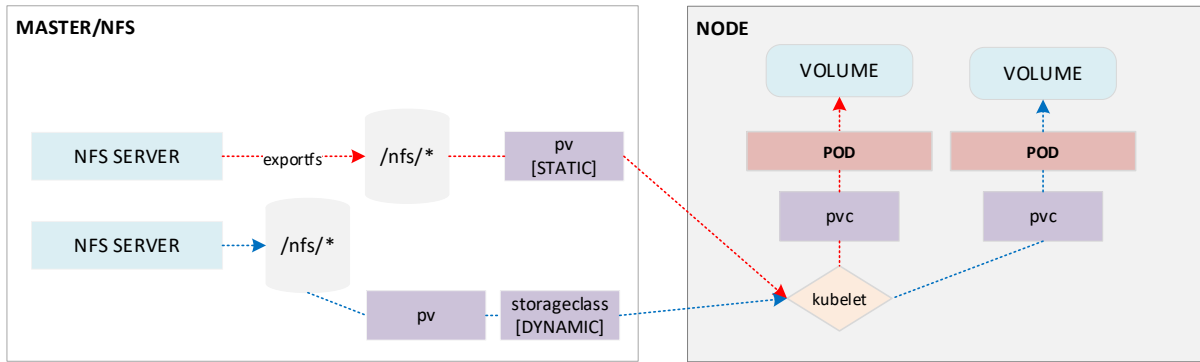 MASTER/NFS
NFS SERVER
exportfs
/nfs/*
pv
[STATIC]
NFS SERVER
/nfs/*
pv
storageclass
[DYNAMIC]
NODE
VOLUME
VOLUME
POD
POD
pvc
pvc
kubelet